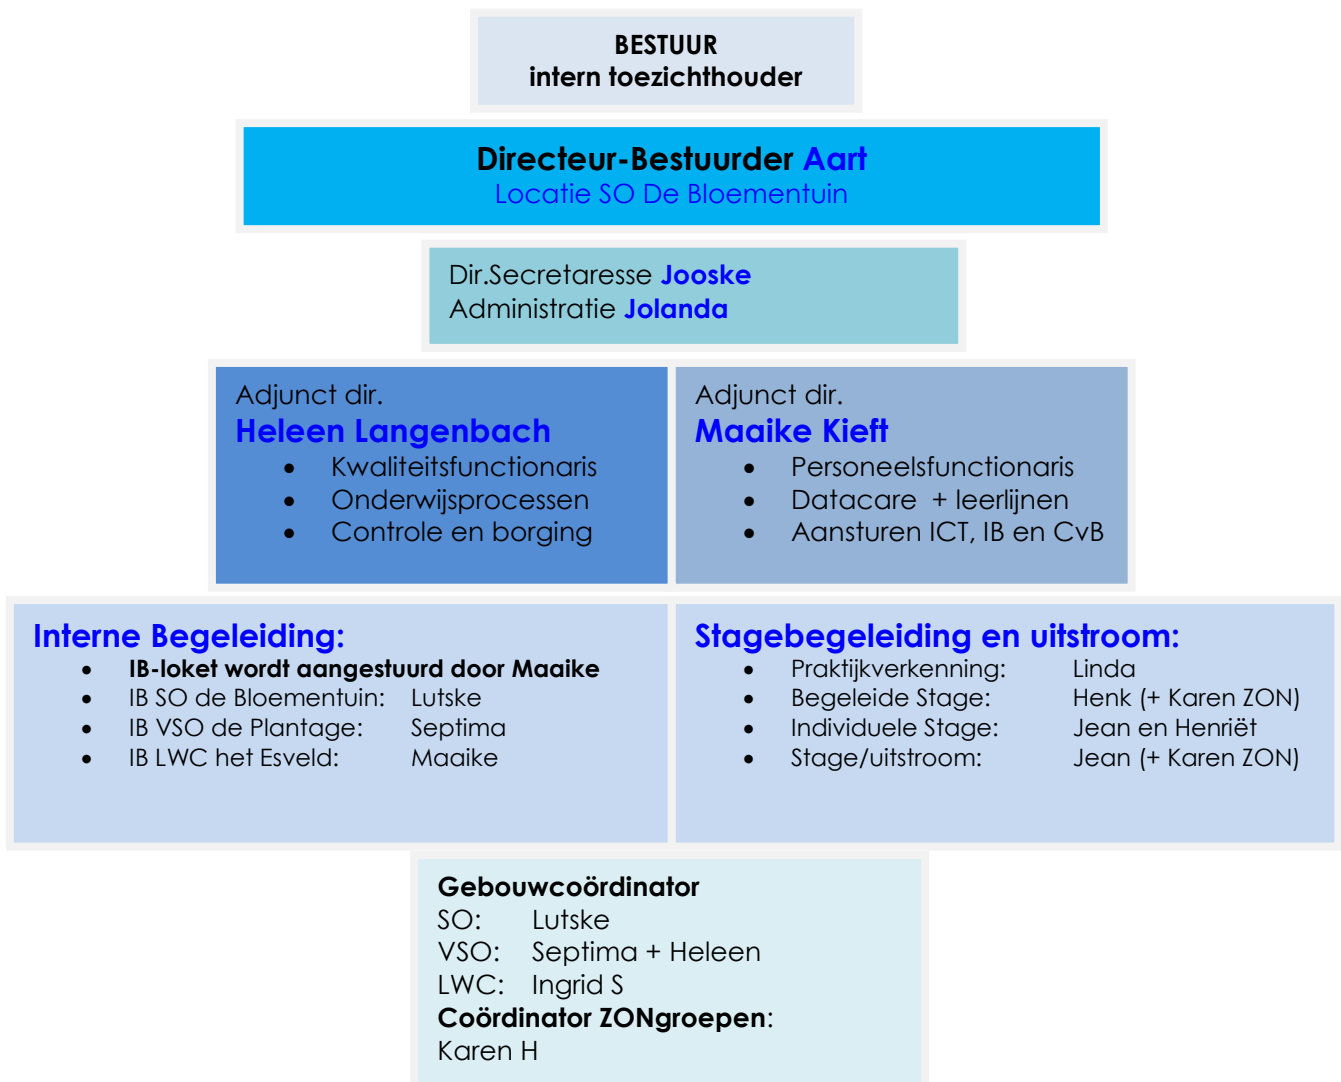 BESTUUR
intern toezichthouder
Directeur-Bestuurder Aart
Locatie SO De Bloementuin
Dir.Secretaresse Jooske
Administratie Jolanda
Adjunct dir.
Heleen Langenbach
• Kwaliteitsfunctionaris
• Onderwijsprocessen
• Controle en borging
Adjunct dir.
Maaike Kieft
• Personeelsfunctionaris
• Datacare + leerlijnen
• Aansturen ICT, IB en CvB
Interne Begeleiding:
• IB-loket wordt aangestuurd door Maaike
• IB SO de Bloementuin: Lutske
• IB VSO de Plantage: Septima
• IB LWC het Esveld: Maaike
Stagebegeleiding en uitstroom:
• Praktijkverkenning: Linda
• Begeleide Stage: Henk (+ Karen ZON)
• Individuele Stage: Jean en Henriët
• Stage/uitstroom: Jean (+ Karen ZON)
Gebouwcoördinator
SO: Lutske
VSO: Septima + Heleen
LWC: Ingrid S
Coördinator ZONgroepen:
Karen H